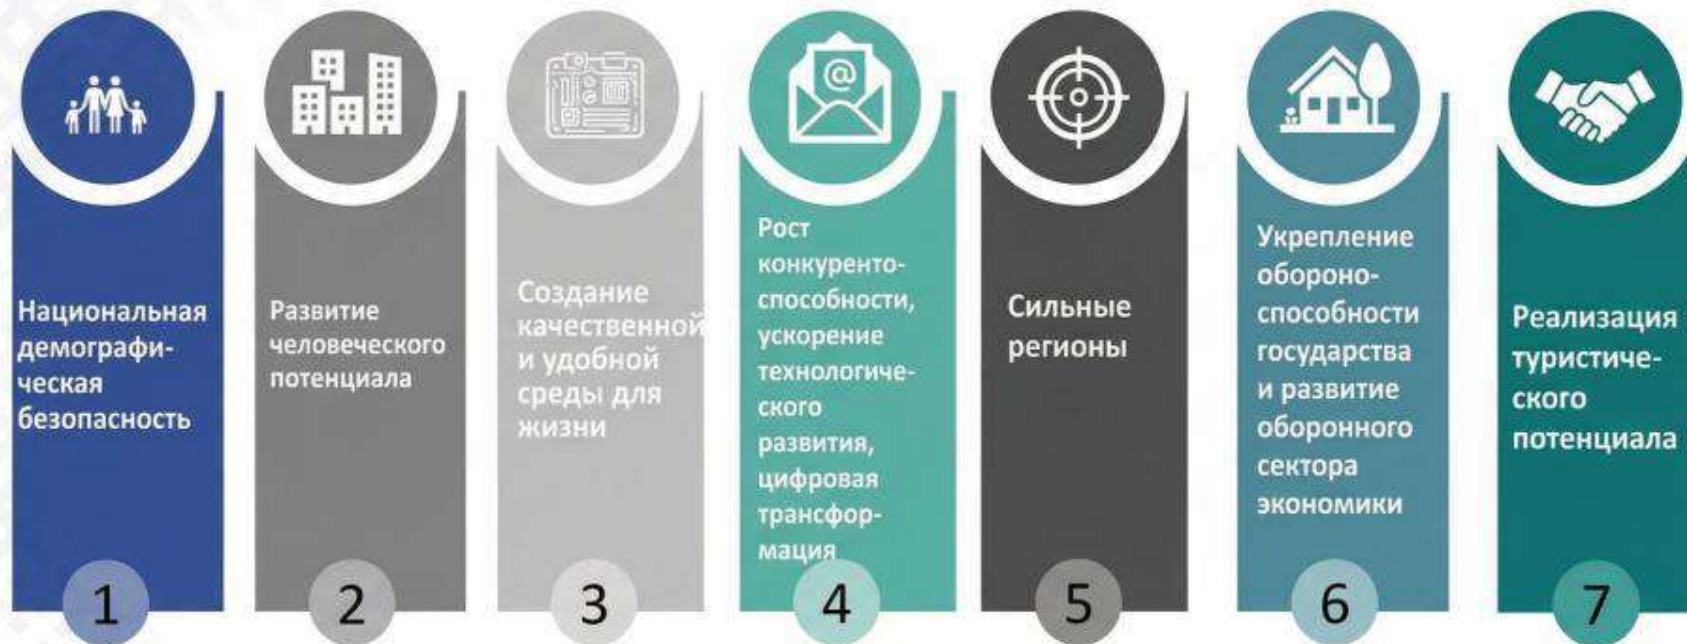 Национальная
демографи-
ческая
безопасность
1
Развитие
человеческого
потенциала
2
Создание
качественной
и удобной
среды для
жизни
3
@
Рост
конкуренто-
способности,
ускорение
технологиче-
ского
развития,
цифровая
трансфор-
мация
4
Сильные
регионы
5
Укрепление
обороно-
способности
государства
и развитие
оборонного
сектора
экономики
6
Реализация
туристиче-
ского
потенциала
7